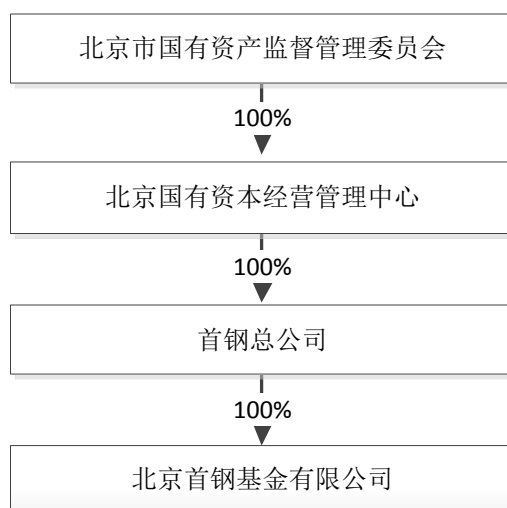 北京市国有资产监督管理委员会
100%
北京国有资本经营管理中心
100%
首钢总公司
100%
北京首钢基金有限公司